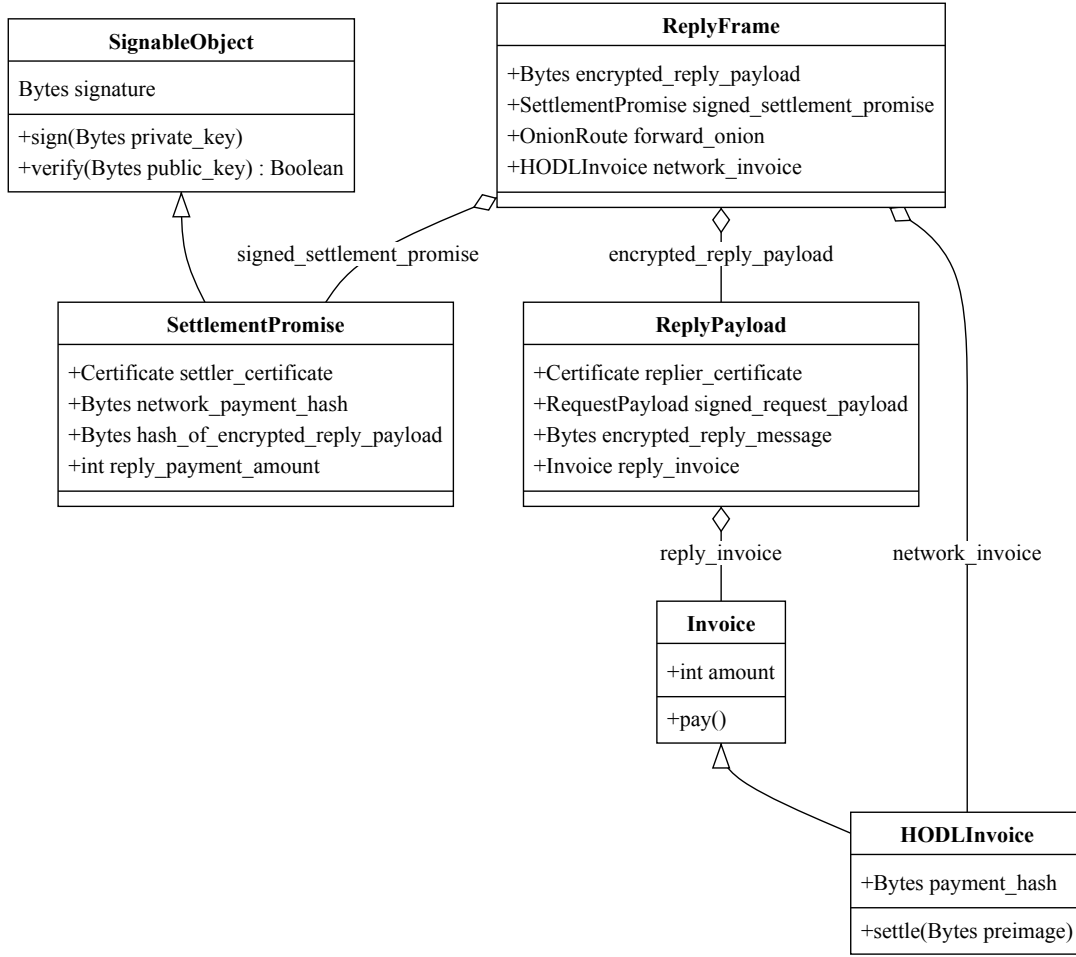 SignableObject
Bytes signature
+sign(Bytes private_key)
+verify(Bytes public_key) : Boolean
ReplyFrame
+Bytes encrypted_reply_payload
+SettlementPromise signed_settlement_promise
+OnionRoute forward_onion
+HODLInvoice network_invoice
signed_settlement_promise
encrypted_reply_payload
SettlementPromise
+Certificate settler_certificate
+Bytes network_payment_hash
+Bytes hash_of_encrypted_reply_payload
+int reply_payment_amount
ReplyPayload
+Certificate replier_certificate
+RequestPayload signed_request_payload
+Bytes encrypted_reply_message
+Invoice reply_invoice
reply_invoice
network_invoice
Invoice
+int amount
+pay()
HODLInvoice
+Bytes payment_hash
+settle(Bytes preimage)